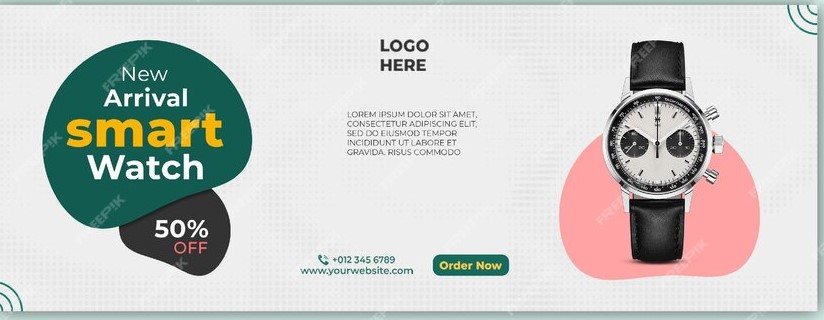 New
Arrival
smart
Watch
50%
OFF
LOGO
HERE
LOREM IPSUM DOLOR SIT AMET,
CONSECTETUR ADIPISCING ELIT,
SED DO EIUSMOD TEMPOR
INCIDIDUNT UT LABORE ET
GRAVIDA. RISUS COMMODO
+012 345 6789
www.yourwebsite.com
Order Now